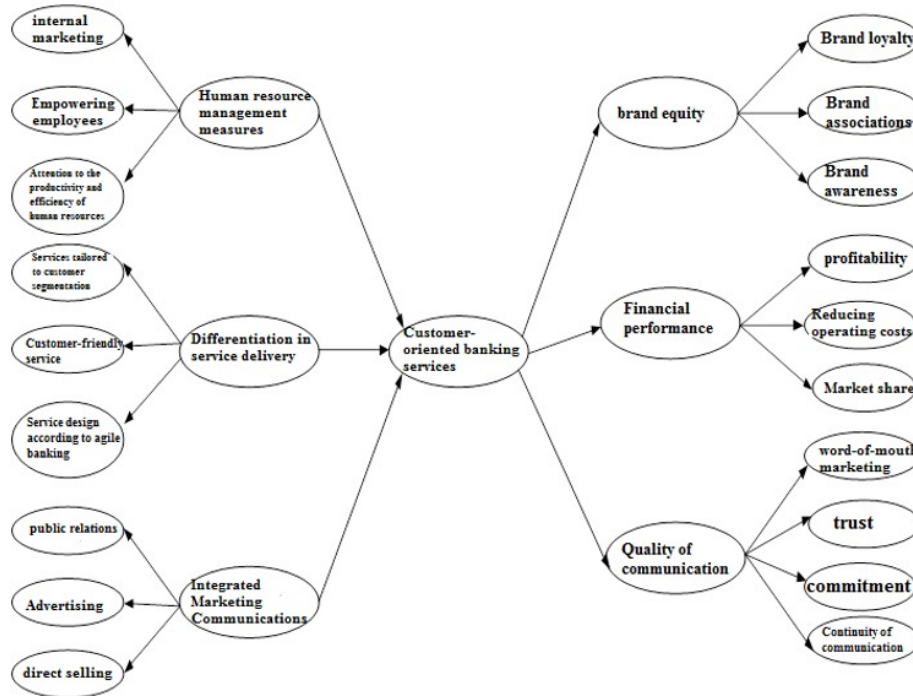 internal
marketing
Empowering
employees
Attention to the
productivity and
efficiency of
human resources
Human resource
management
measures
Services tailored
to customer
segmentation
Customer-friendly
service
Service design
according to agile
banking
Differentiation in
service delivery
public relations
Advertising
direct selling
Integrated
Marketing
Communications
Customer-
oriented banking
services
brand equity
Brand loyalty
Brand
associations
Brand
awareness
Financial
performance
profitability
Reducing
operating costs
Market share
Quality of
communication
word-of-mouth
marketing
trust
commitment
Continuity of
communication